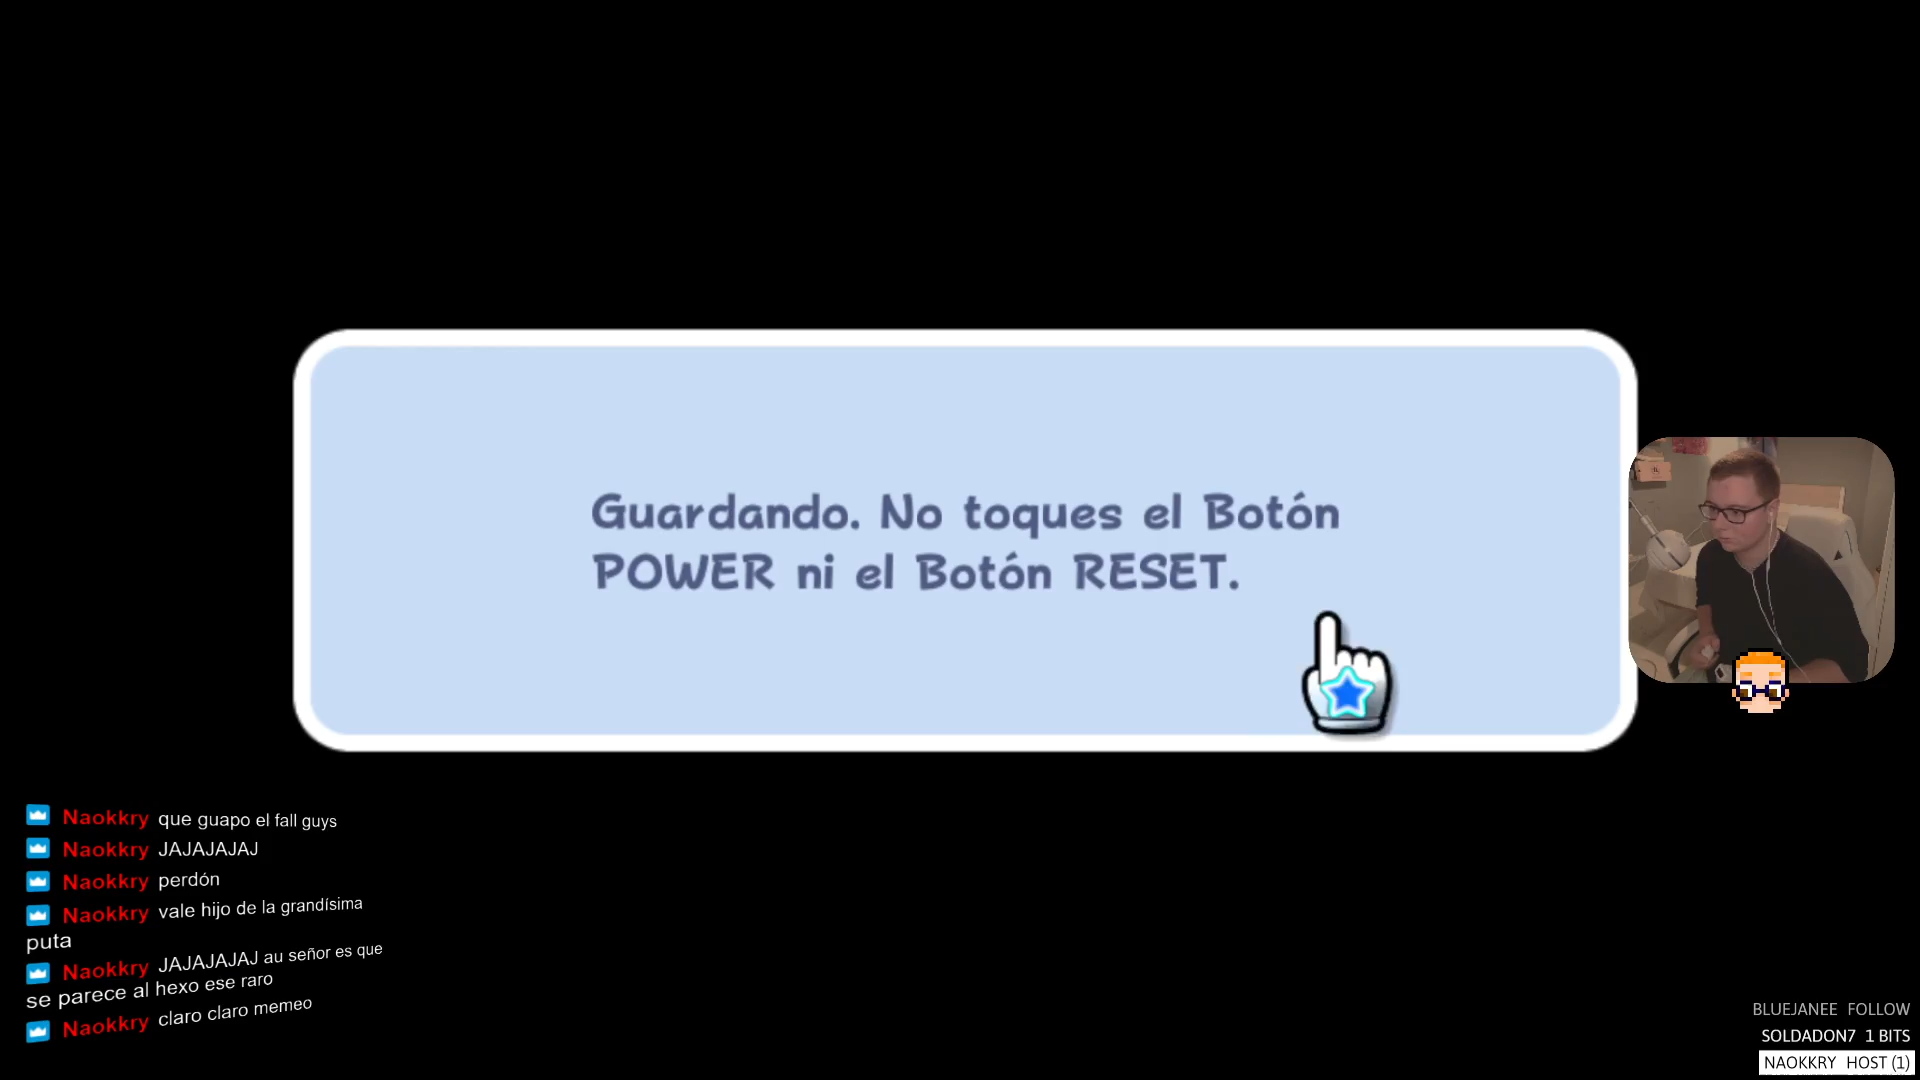 Guardando. No toques el Botón
POWER ni el Botón RESET.
Naokkry que guapo el fall guys
Naokkry JAJAJAJAJ
Naokkry perdón
Naokkry vale hijo de la grandísima
puta
Naokkry JAJAJAJAJ au señor es que
se parece al hexo ese raro
Naokkry claro claro memeo
BLUEJANEE FOLLOW
SOLDADON7 1 BITS
NAOKKRY HOST (1)